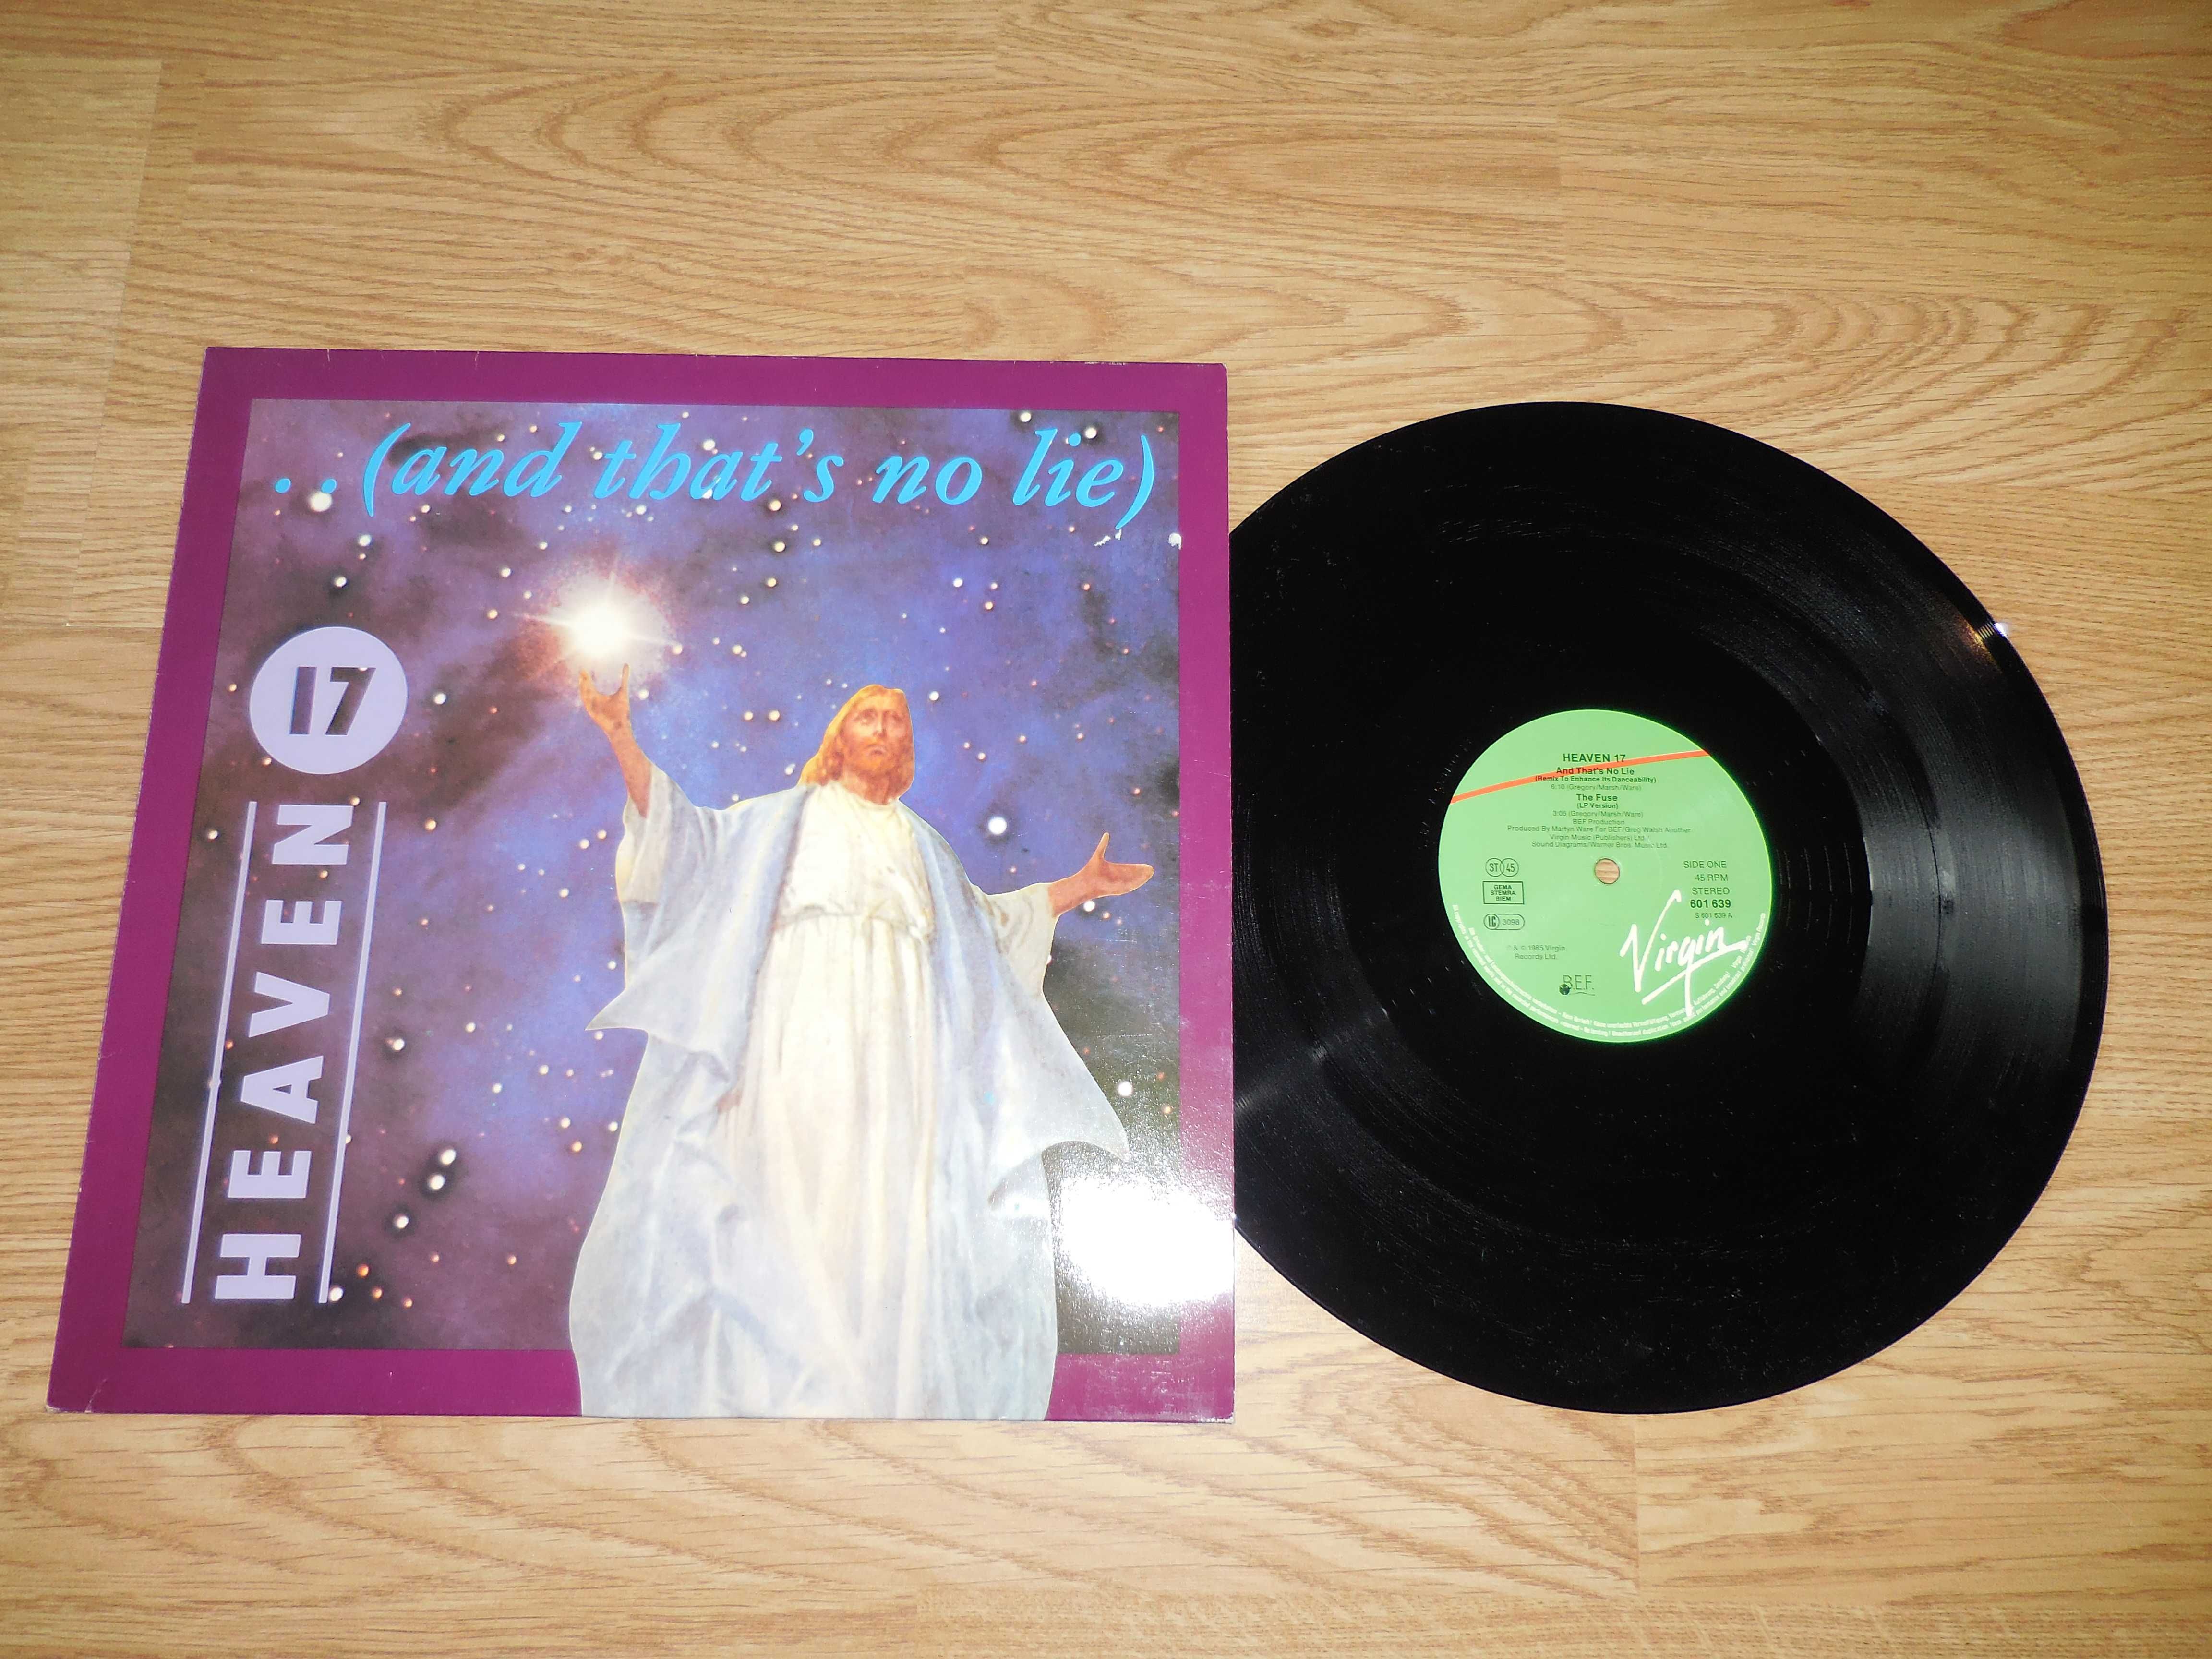 . . (and that's no lie)
HEAVEN 17
HEAVEN 17
And That's No Lie
(Remix To Enhance Its Danceability)
6:10 (Gregory/Marsh/Ware)
The Fuse
(LP Version)
3:05 (Gregory/Marsh/Ware)
BEF Production
Produced By Martyn Ware For BEF/Greg Walsh Another
Virgin Music (Publishers) Ltd.
Sound Diagrams/Warner Bros. Music Ltd.
ST 45
GEMA
STEMRA
BIEM
LC 3098
SIDE ONE
45 RPM
STEREO
601 639
S 601 639 A
℗ & © 1985 Virgin
Records Ltd.
B.E.F.
Virgin